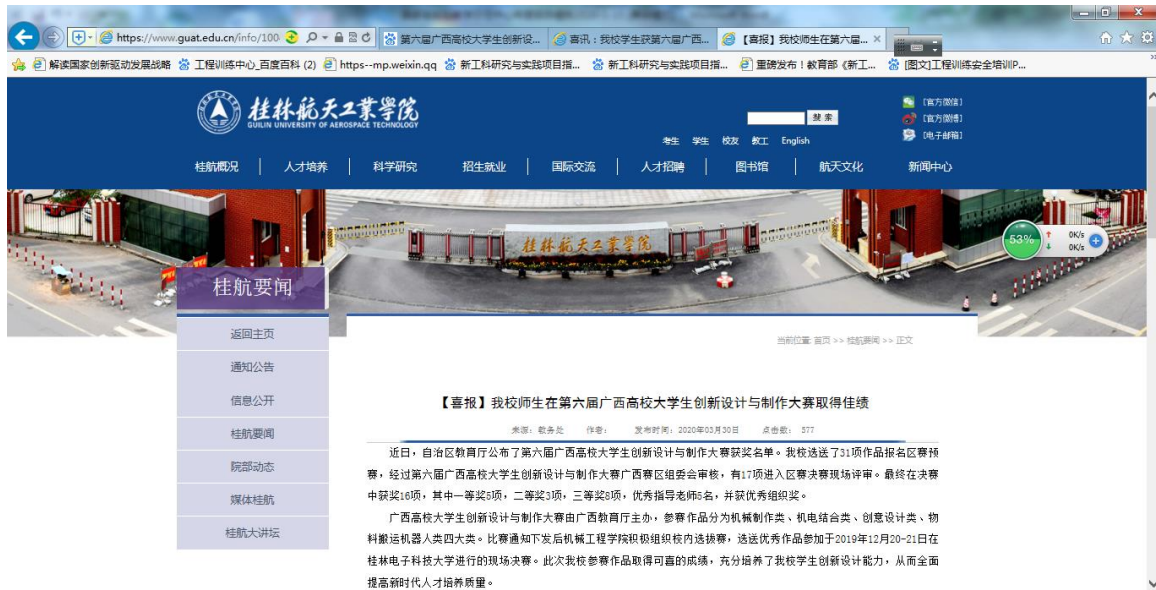 https://www.guat.edu.cn/info/100
第六届广西高校大学生创新设...
喜讯:我校学生获第六届广西...
【喜报】我校师生在第六届...
解读国家创新驱动发展战略
工程训练中心_百度百科 (2)
https--mp.weixin.qq
新工科研究与实践项目指...
新工科研究与实践项目指...
重磅发布!教育部《新工...
[图文]工程训练安全培训P...
桂林航天工业学院
GUILIN UNIVERSITY OF AEROSPACE TECHNOLOGY
搜索
[官方微信]
[官方微博]
[电子邮箱]
考生 学生 校友 教工 English
桂航概况 | 人才培养 | 科学研究 | 招生就业 | 国际交流 | 人才招聘 | 图书馆 | 航天文化 | 新闻中心
桂林航天工业学院
53%
0K/s
0K/s
桂航要闻
返回主页
通知公告
信息公开
桂航要闻
院部动态
媒体桂航
桂航大讲坛
当前位置: 首页 >> 桂航要闻 >> 正文
【喜报】我校师生在第六届广西高校大学生创新设计与制作大赛取得佳绩
来源:教务处 作者: 发布时间:2020年03月30日 点击数: 577
近日,自治区教育厅公布了第六届广西高校大学生创新设计与制作大赛获奖名单。我校选送了31项作品报名区赛预
赛,经过第六届广西高校大学生创新设计与制作大赛广西赛区组委会审核,有17项进入区赛决赛现场评审。最终在决赛
中获奖16项,其中一等奖5项,二等奖3项,三等奖8项,优秀指导老师5名,并获优秀组织奖。
广西高校大学生创新设计与制作大赛由广西教育厅主办,参赛作品分为机械制作类、机电结合类、创意设计类、物
料搬运机器人类四大类。比赛通知下发后机械工程学院积极组织校内选拔赛,选送优秀作品参加于2019年12月20-21日在
桂林电子科技大学进行的现场决赛。此次我校参赛作品取得可喜的成绩,充分培养了我校学生创新设计能力,从而全面
提高新时代人才培养质量。